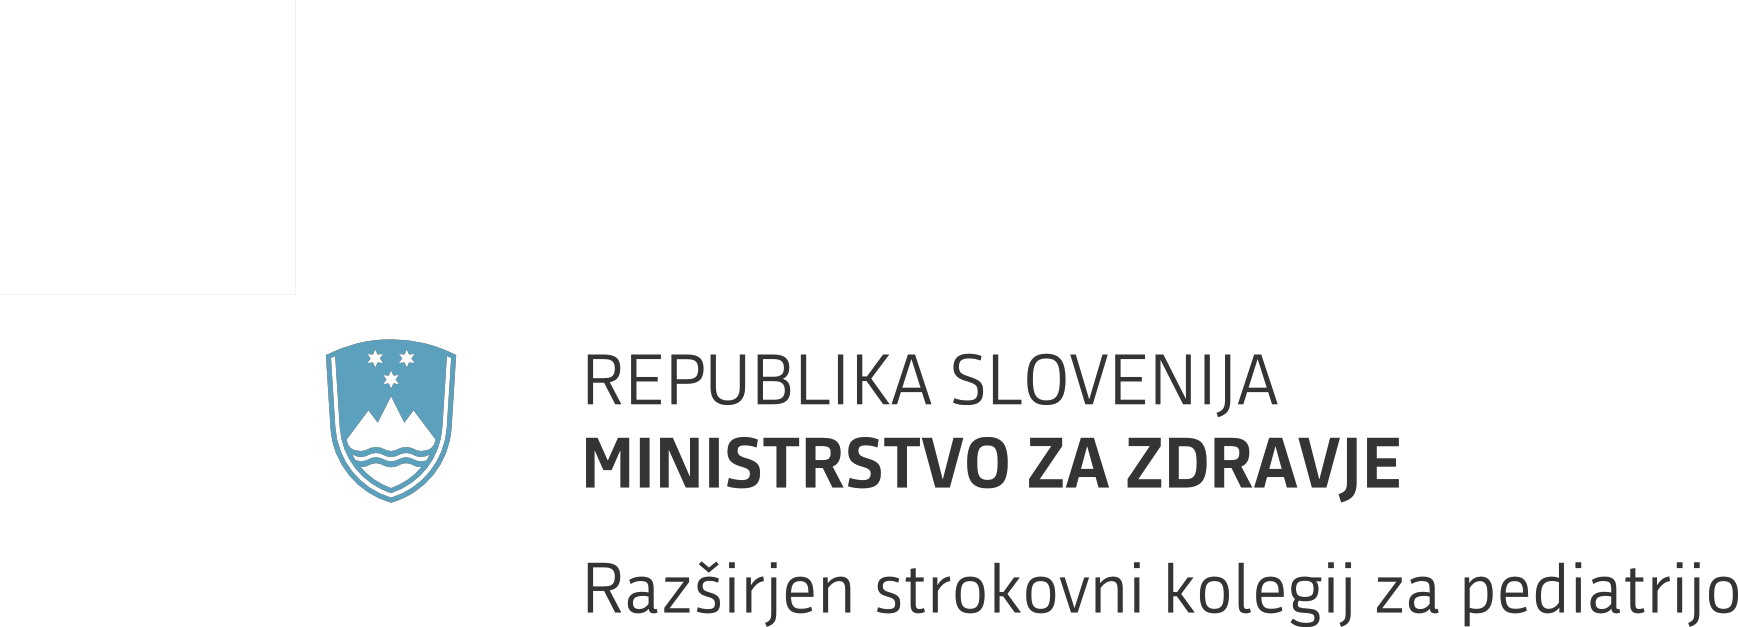 REPUBLIKA SLOVENIJA
MINISTRSTVO ZA ZDRAVJE
Razširjen strokovni kolegij za pediatrijo